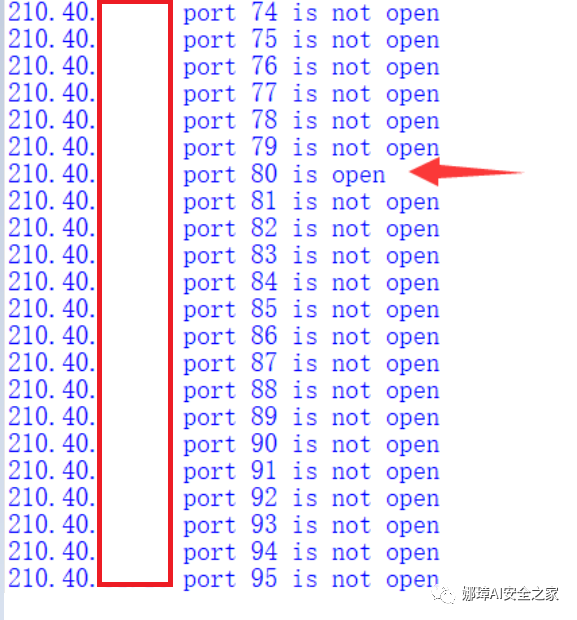 210.40. port 74 is not open
210.40. port 75 is not open
210.40. port 76 is not open
210.40. port 77 is not open
210.40. port 78 is not open
210.40. port 79 is not open
210.40. port 80 is open
210.40. port 81 is not open
210.40. port 82 is not open
210.40. port 83 is not open
210.40. port 84 is not open
210.40. port 85 is not open
210.40. port 86 is not open
210.40. port 87 is not open
210.40. port 88 is not open
210.40. port 89 is not open
210.40. port 90 is not open
210.40. port 91 is not open
210.40. port 92 is not open
210.40. port 93 is not open
210.40. port 94 is not open
210.40. port 95 is not open
娜璋AI安全之家